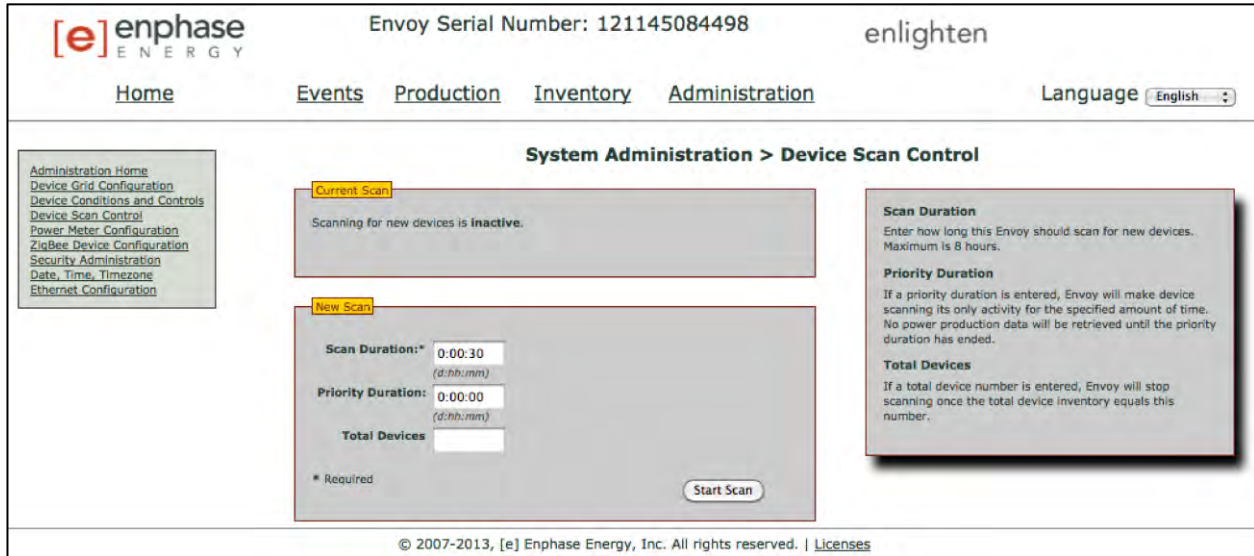 [e] enphase
ENERGY
Envoy Serial Number: 121145084498
enlighten
Home Events Production Inventory Administration Language English
Administration Home
Device Grid Configuration
Device Conditions and Controls
Device Scan Control
Power Meter Configuration
ZigBee Device Configuration
Security Administration
Date, Time, Timezone
Ethernet Configuration
System Administration > Device Scan Control
Current Scan
Scanning for new devices is inactive.
New Scan
Scan Duration:* 0:00:30
(d:hh:mm)
Priority Duration: 0:00:00
(d:hh:mm)
Total Devices
* Required
Start Scan
Scan Duration
Enter how long this Envoy should scan for new devices.
Maximum is 8 hours.
Priority Duration
If a priority duration is entered, Envoy will make device
scanning its only activity for the specified amount of time.
No power production data will be retrieved until the priority
duration has ended.
Total Devices
If a total device number is entered, Envoy will stop
scanning once the total device inventory equals this
number.
© 2007-2013, [e] Enphase Energy, Inc. All rights reserved. | Licenses